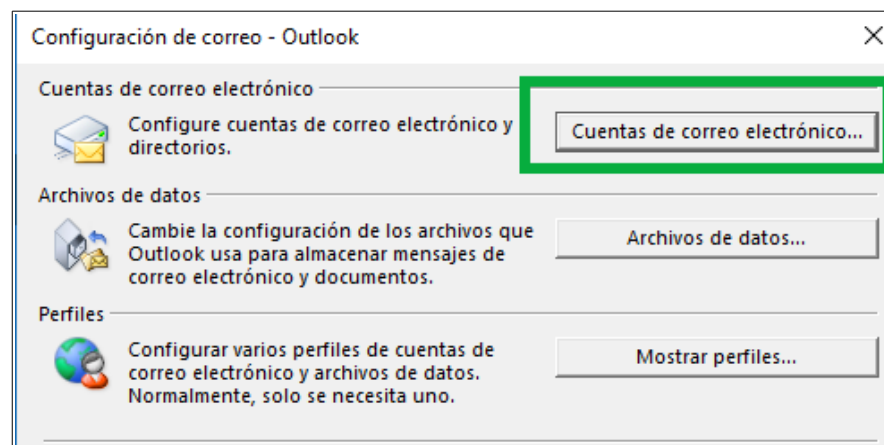 Configuración de correo - Outlook
Cuentas de correo electrónico
Configure cuentas de correo electrónico y
directorios.
Cuentas de correo electrónico...
Archivos de datos
Cambie la configuración de los archivos que
Outlook usa para almacenar mensajes de
correo electrónico y documentos.
Archivos de datos...
Perfiles
Configurar varios perfiles de cuentas de
correo electrónico y archivos de datos.
Normalmente, solo se necesita uno.
Mostrar perfiles...